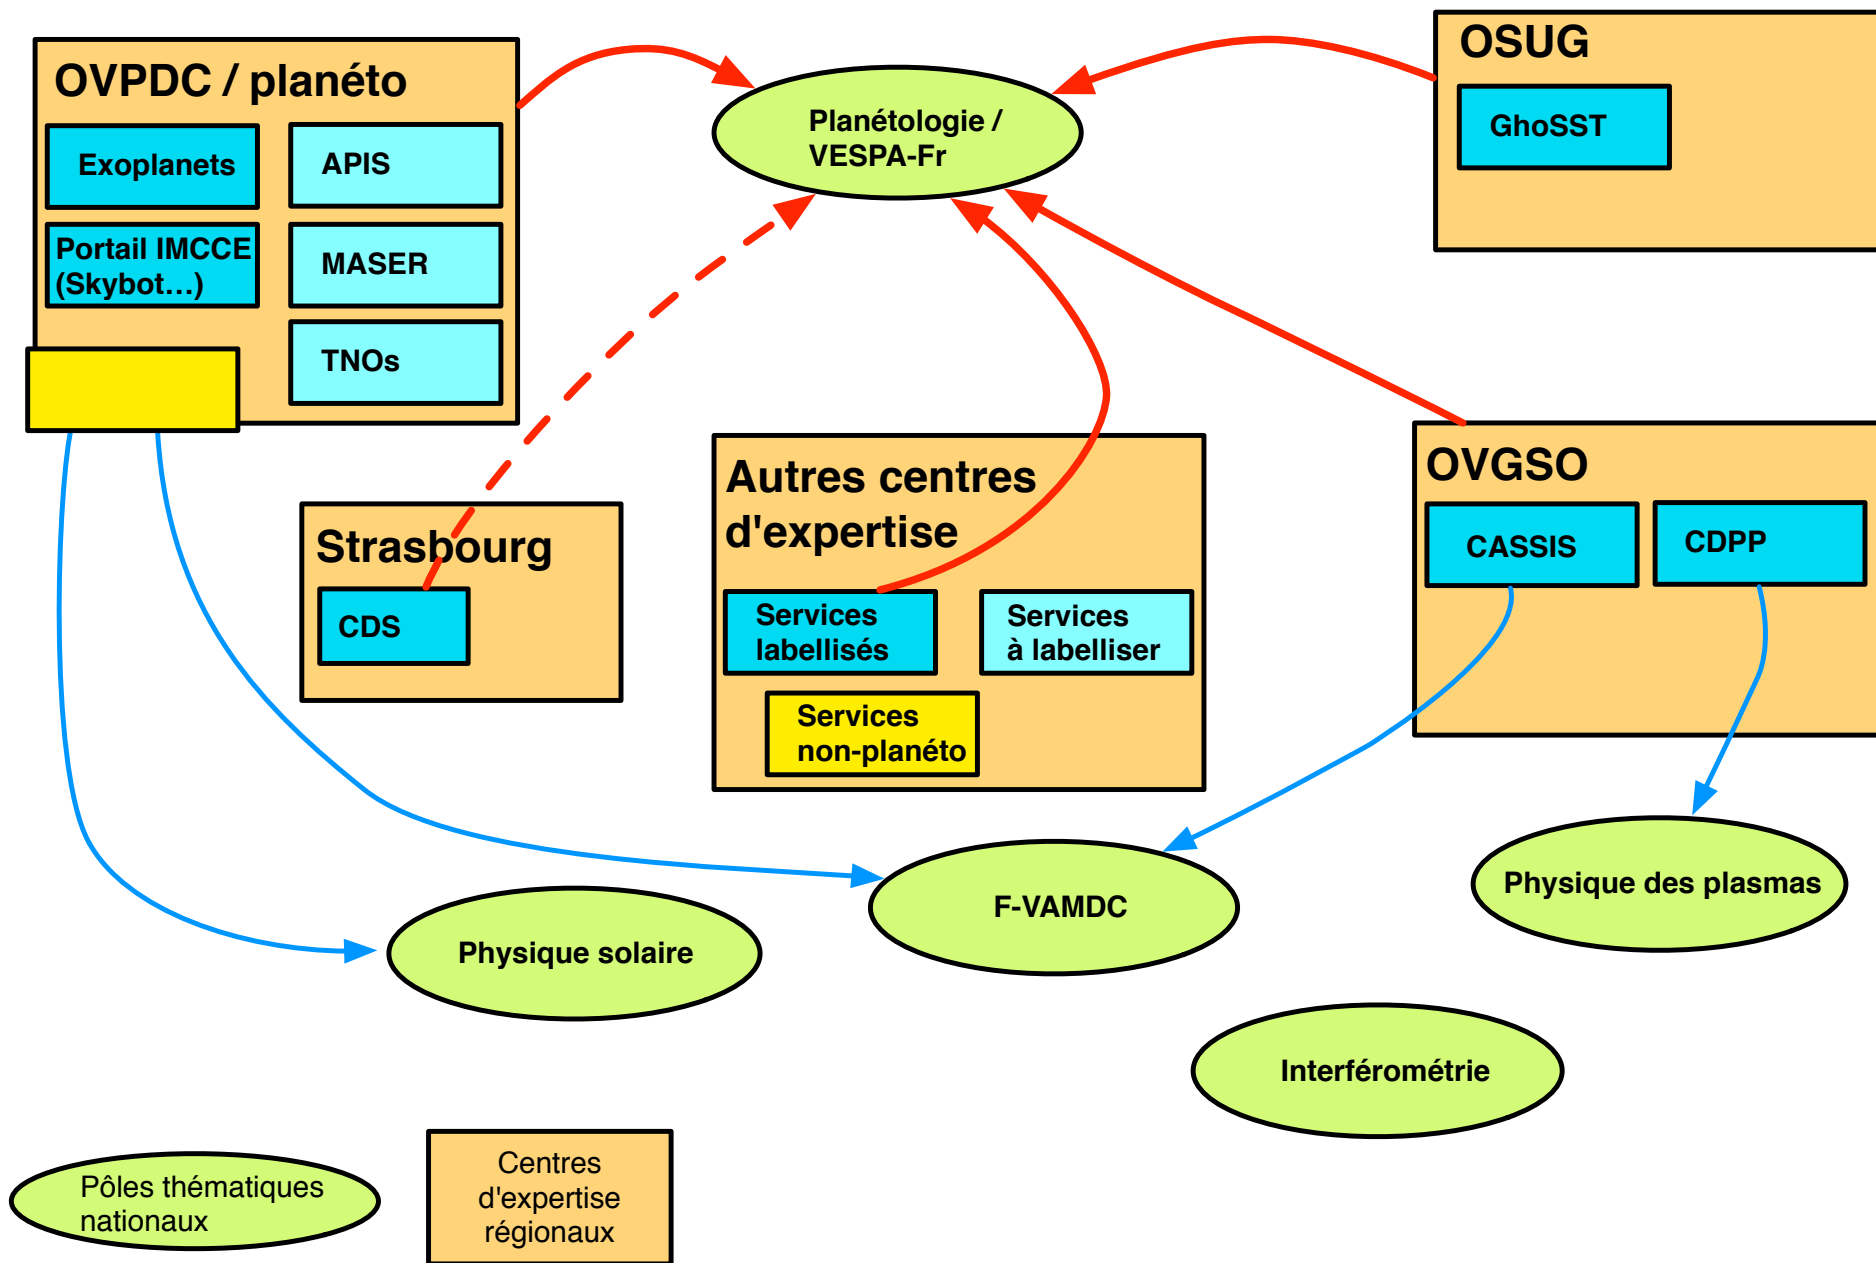 OVPDC / planéto
Exoplanets
APIS
Portail IMCCE
(Skybot…)
MASER
TNOs
Planétologie /
VESPA-Fr
OSUG
GhoSST
Strasbourg
CDS
Autres centres
d'expertise
Services
labellisés
Services
à labelliser
Services
non-planéto
OVGSO
CASSIS
CDPP
Physique solaire
F-VAMDC
Physique des plasmas
Interférométrie
Pôles thématiques
nationaux
Centres
d'expertise
régionaux